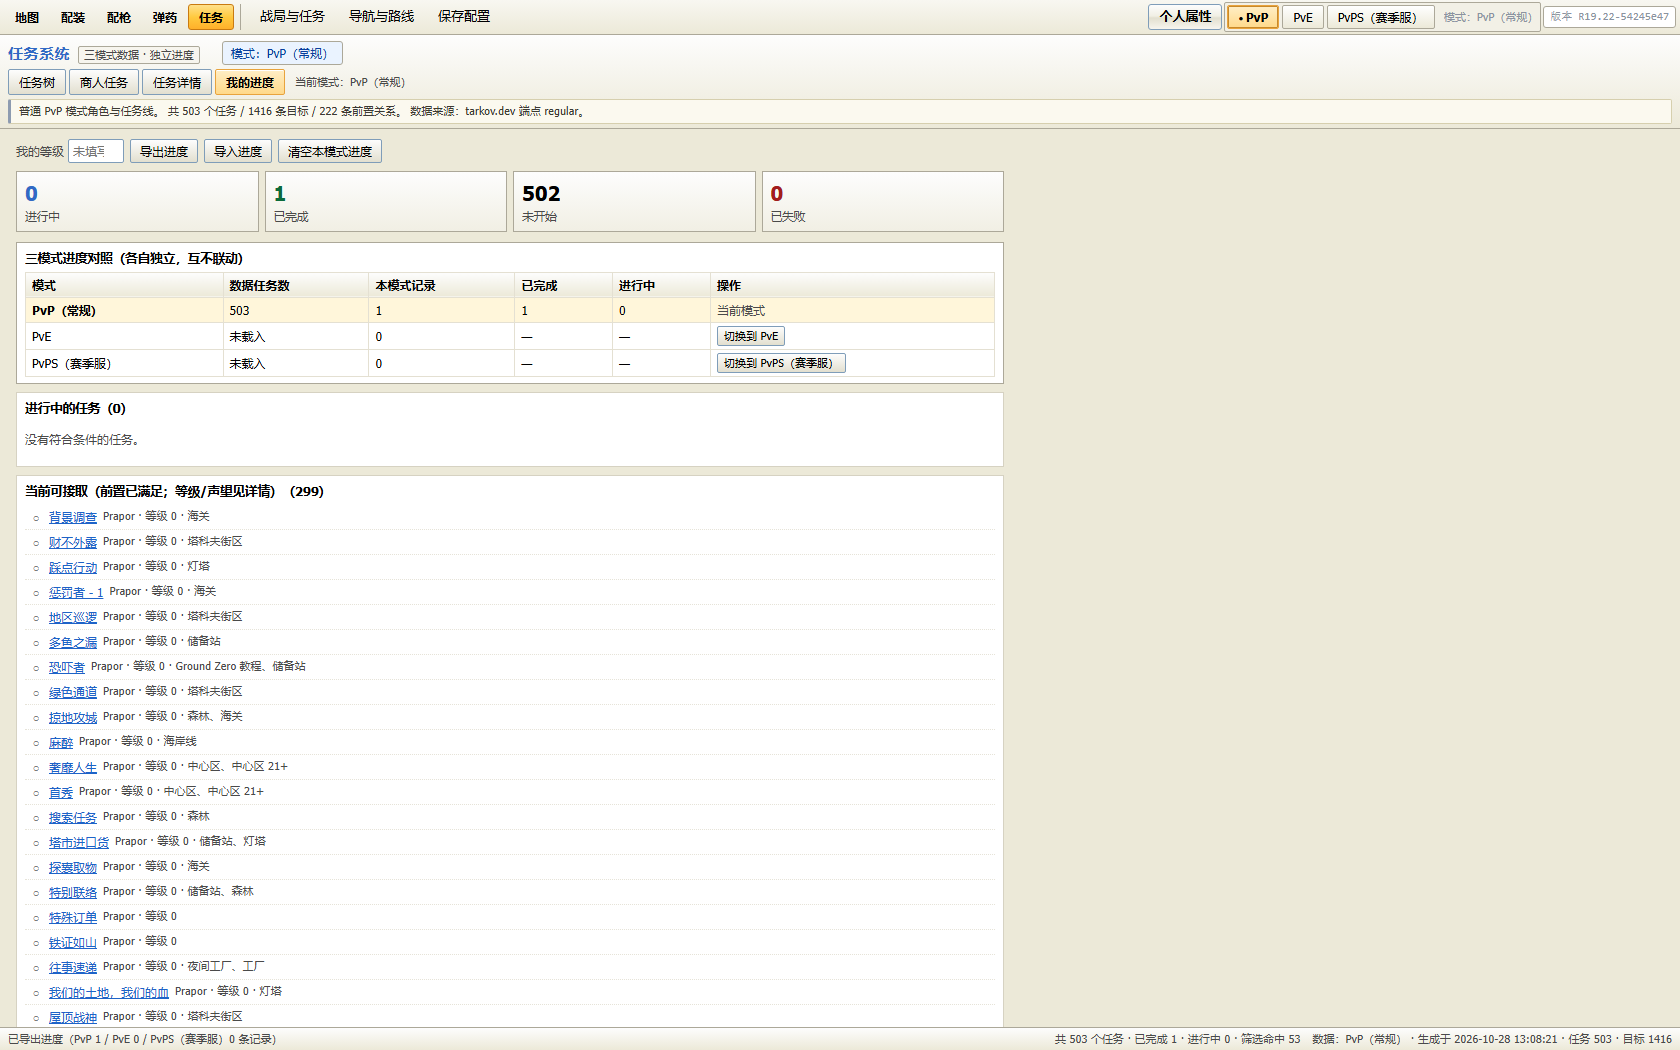 地图 配装 配枪 弹药 任务 战局与任务 导航与路线 保存配置 个人属性 • PvP PvE PvPS（赛季服） 模式：PvP（常规） 版本 R19.22-54245e47
任务系统 三模式数据 · 独立进度 模式：PvP（常规）
任务树 商人任务 任务详情 我的进度 当前模式：PvP（常规）
普通 PvP 模式角色与任务线。 共 503 个任务 / 1416 条目标 / 222 条前置关系。 数据来源：tarkov.dev 端点 regular。
我的等级 未填写 导出进度 导入进度 清空本模式进度
0 1 502 0
进行中 已完成 未开始 已失败
三模式进度对照（各自独立，互不联动）
模式 数据任务数 本模式记录 已完成 进行中 操作
PvP（常规） 503 1 1 0 当前模式
PvE 未载入 0 — — 切换到 PvE
PvPS（赛季服） 未载入 0 — — 切换到 PvPS（赛季服）
进行中的任务（0）
没有符合条件的任务。
当前可接取（前置已满足；等级/声望见详情）（299）
○ 背景调查 Prapor · 等级 0 · 海关
○ 财不外露 Prapor · 等级 0 · 塔科夫街区
○ 踩点行动 Prapor · 等级 0 · 灯塔
○ 惩罚者 - 1 Prapor · 等级 0 · 海关
○ 地区巡逻 Prapor · 等级 0 · 塔科夫街区
○ 多鱼之漏 Prapor · 等级 0 · 储备站
○ 恐吓者 Prapor · 等级 0 · Ground Zero 教程、储备站
○ 绿色通道 Prapor · 等级 0 · 塔科夫街区
○ 掠地攻城 Prapor · 等级 0 · 森林、海关
○ 麻醉 Prapor · 等级 0 · 海岸线
○ 奢靡人生 Prapor · 等级 0 · 中心区、中心区 21+
○ 首秀 Prapor · 等级 0 · 中心区、中心区 21+
○ 搜索任务 Prapor · 等级 0 · 森林
○ 塔市进口货 Prapor · 等级 0 · 储备站、灯塔
○ 探囊取物 Prapor · 等级 0 · 海关
○ 特别联络 Prapor · 等级 0 · 储备站、森林
○ 特殊订单 Prapor · 等级 0
○ 铁证如山 Prapor · 等级 0
○ 往事速递 Prapor · 等级 0 · 夜间工厂、工厂
○ 我们的土地，我们的血 Prapor · 等级 0 · 灯塔
○ 屋顶战神 Prapor · 等级 0 · 塔科夫街区
已导出进度（PvP 1 / PvE 0 / PvPS（赛季服）0 条记录） 共 503 个任务 · 已完成 1 · 进行中 0 · 筛选命中 53 数据：PvP（常规） · 生成于 2026-10-28 13:08:21 · 任务 503 · 目标 1416